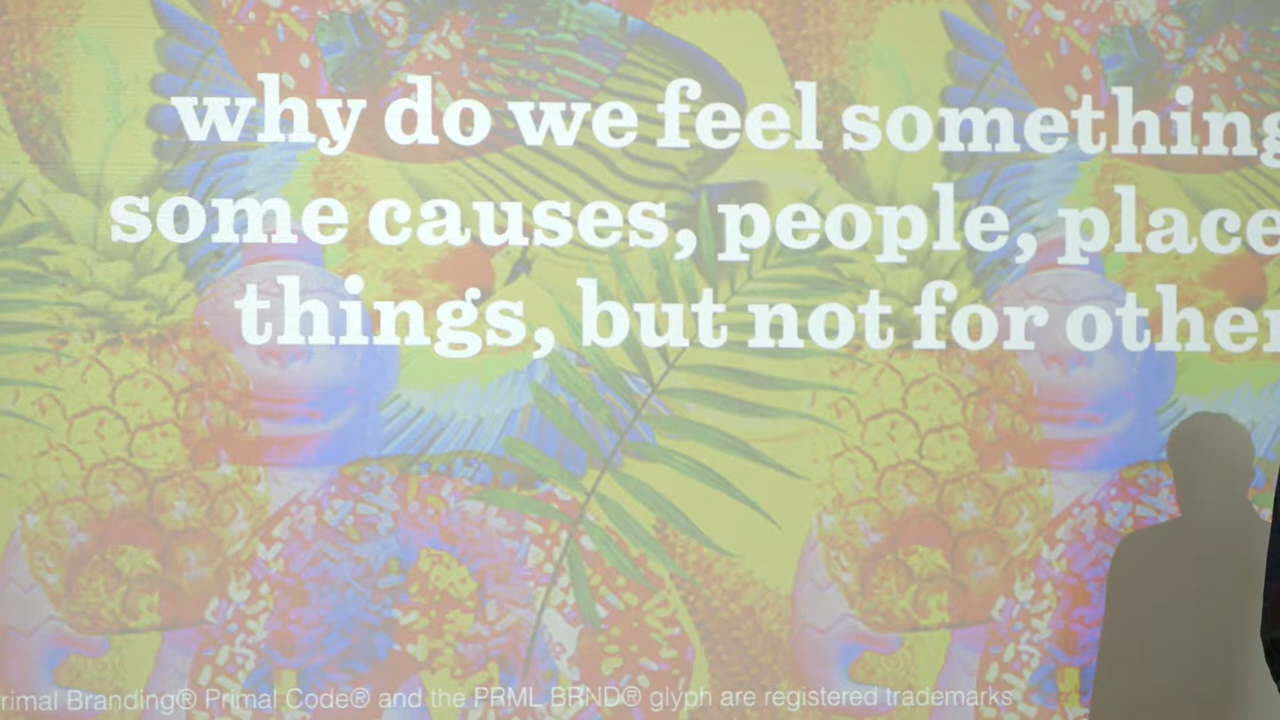 why do we feel something
some causes, people, place
things, but not for other
rimal Branding® Primal Code® and the PRML BRND® glyph are registered trademarks